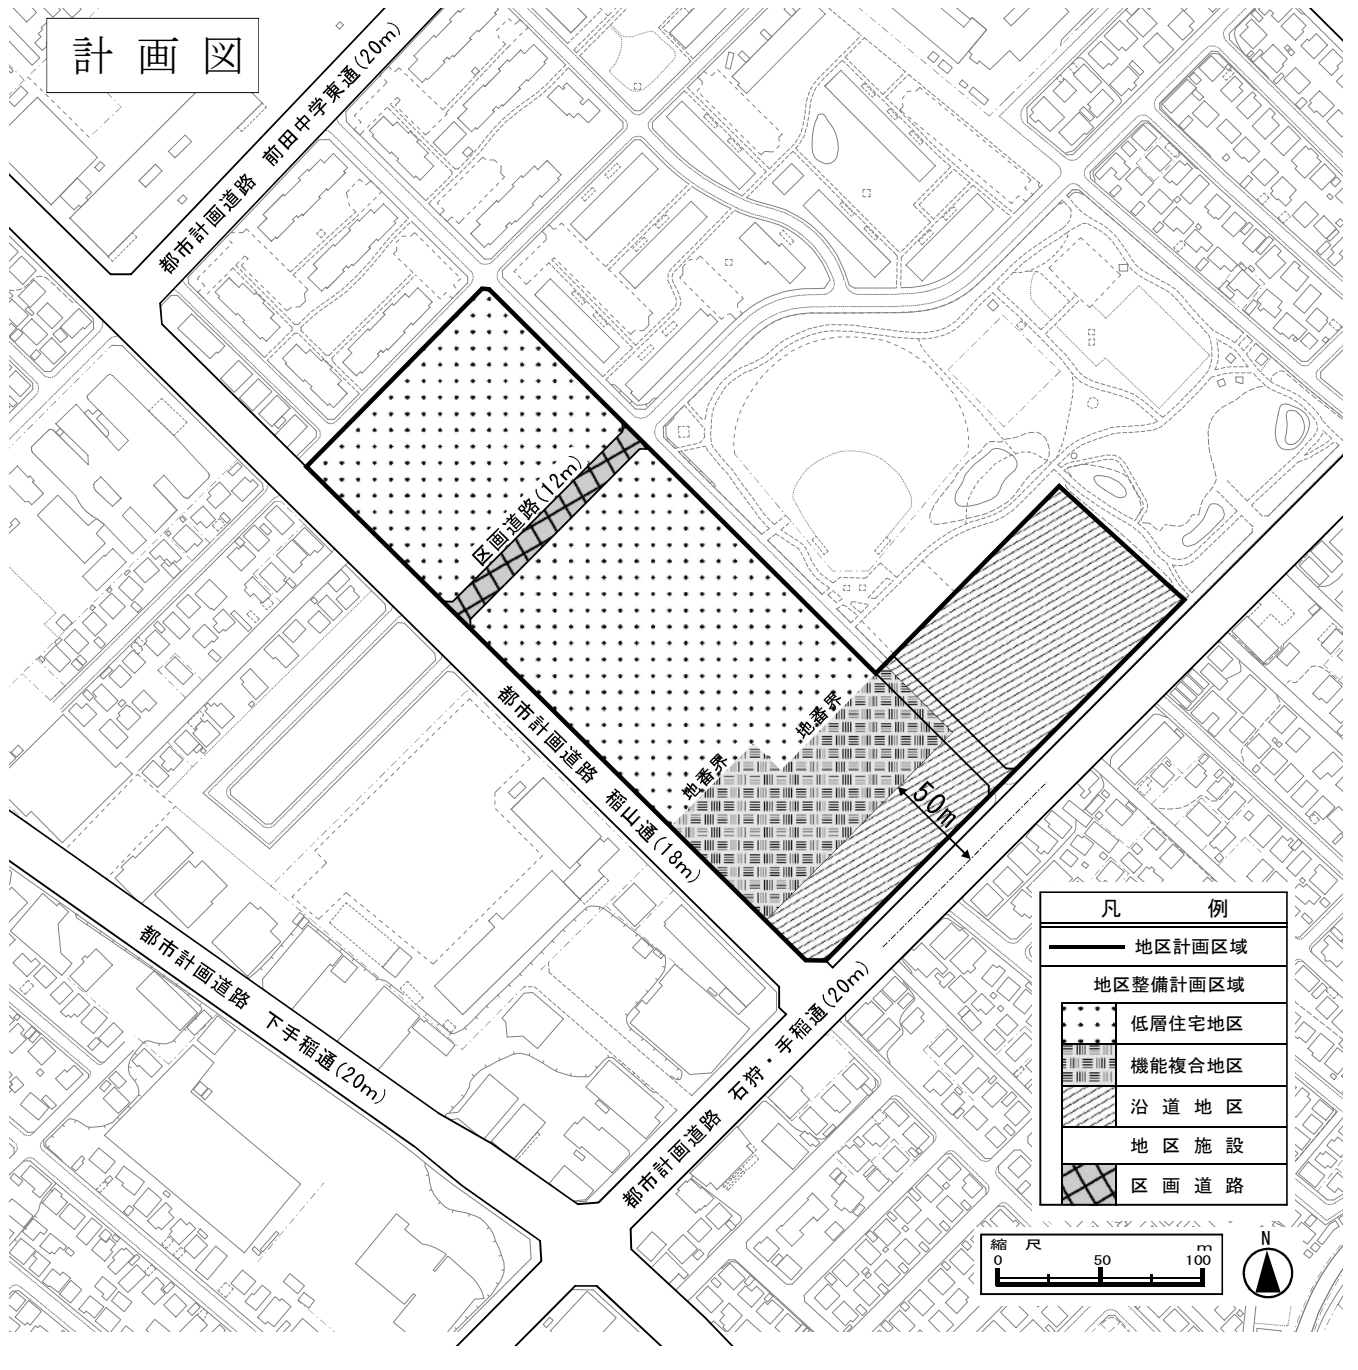 計画図
都市計画道路 前田中学東通(20m)
区画道路(12m)
都市計画道路 稲山通(18m)
地番界
地番界
50m
都市計画道路 下手稲通(20m)
都市計画道路 石狩・手稲通(20m)
凡 例
地区計画区域
地区整備計画区域
低層住宅地区
機能複合地区
沿道地区
地区施設
区画道路
縮尺 m
0 50 100
N